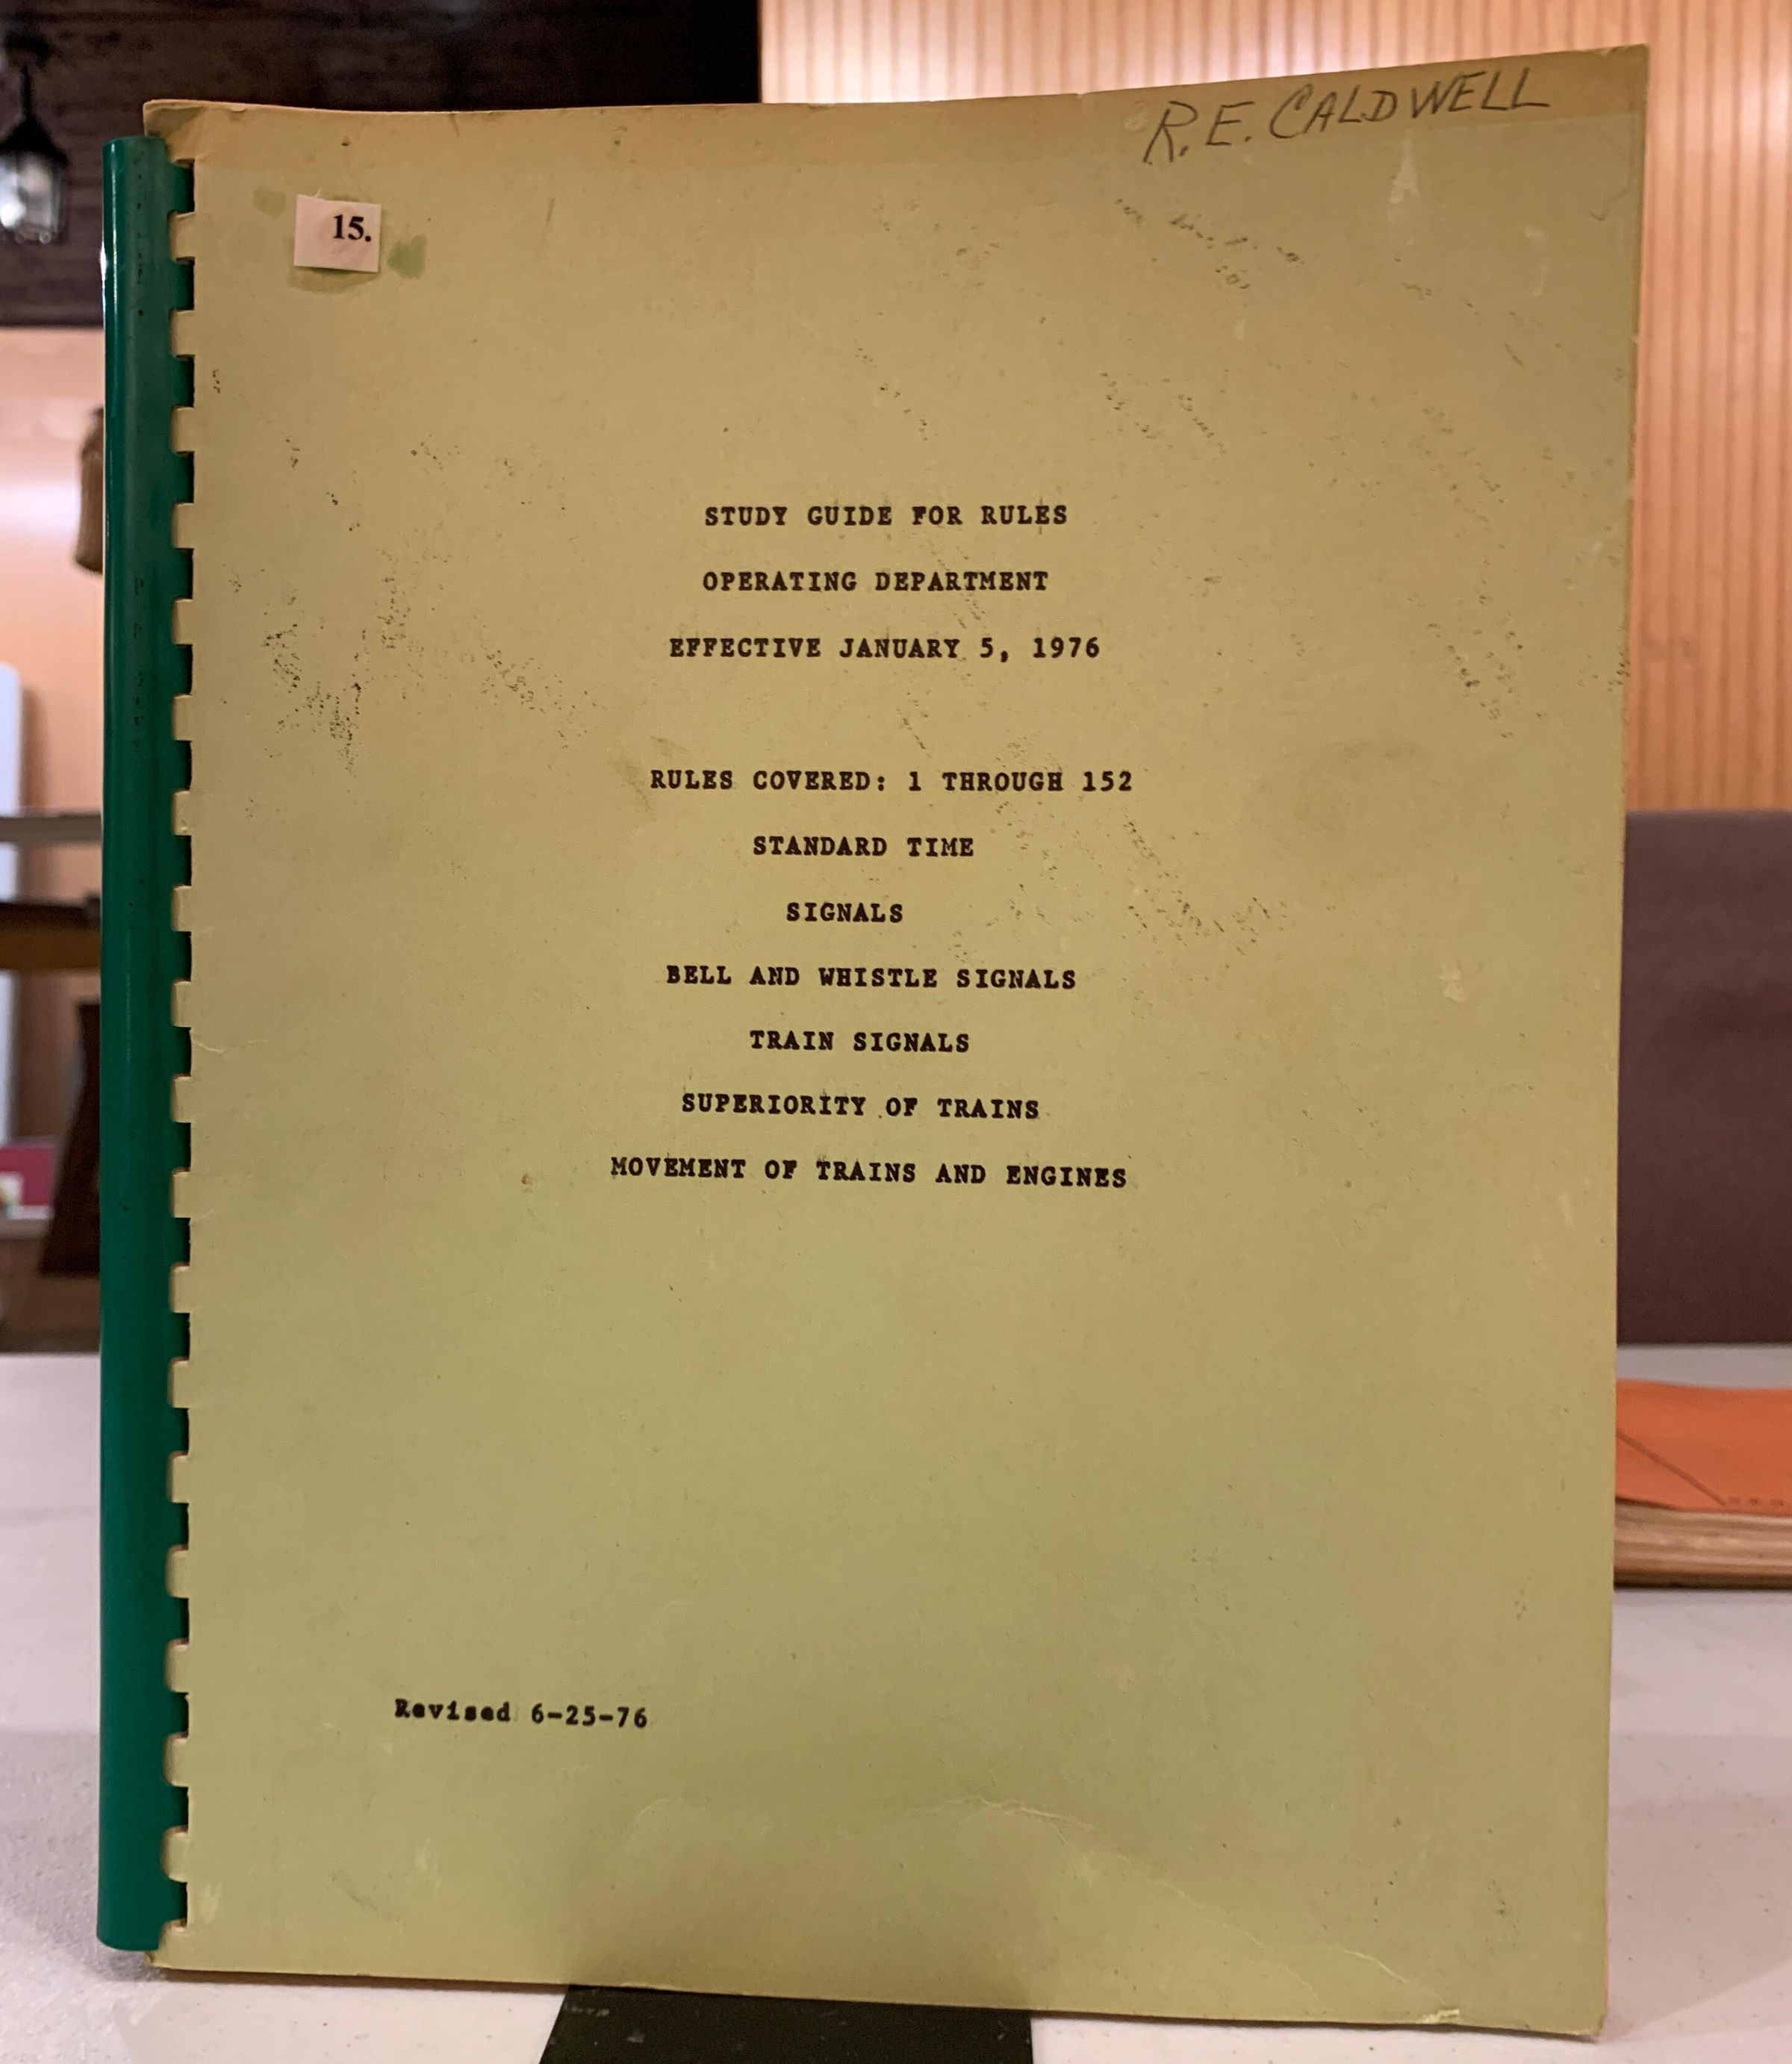 R.E. CALDWELL
15.
STUDY GUIDE FOR RULES
OPERATING DEPARTMENT
EFFECTIVE JANUARY 5, 1976
RULES COVERED: 1 THROUGH 152
STANDARD TIME
SIGNALS
BELL AND WHISTLE SIGNALS
TRAIN SIGNALS
SUPERIORITY OF TRAINS
MOVEMENT OF TRAINS AND ENGINES
Revised 6-25-76